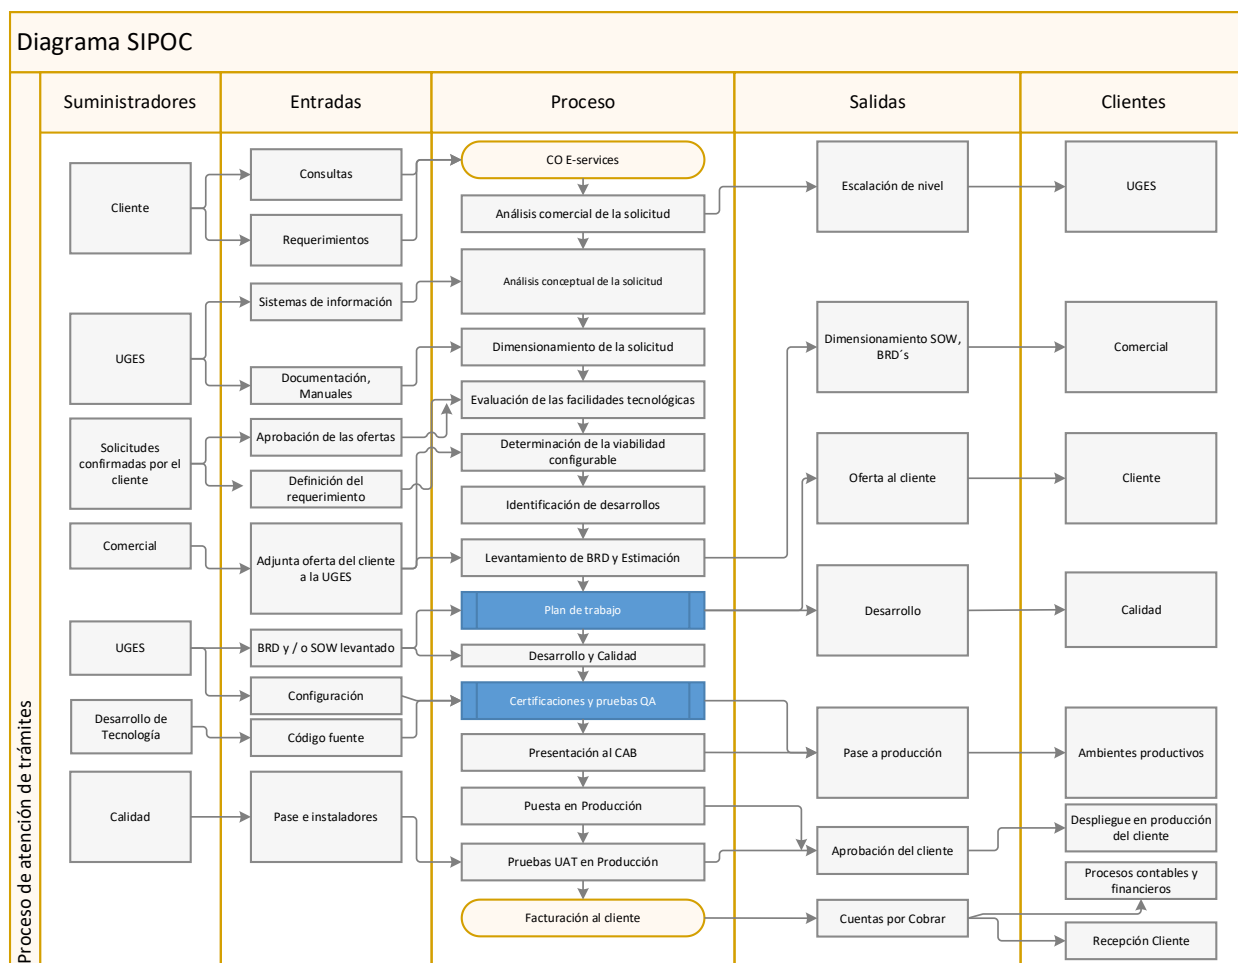 Diagrama SIPOC
Proceso de atención de trámites
Suministradores
Entradas
Proceso
Salidas
Clientes
Cliente
UGES
Solicitudes
confirmadas por el
cliente
Comercial
UGES
Desarrollo de
Tecnología
Calidad
Consultas
Requerimientos
Sistemas de información
Documentación,
Manuales
Aprobación de las ofertas
Definición del
requerimiento
Adjunta oferta del cliente
a la UGES
BRD y / o SOW levantado
Configuración
Código fuente
Pase e instaladores
CO E-services
Análisis comercial de la solicitud
Análisis conceptual de la solicitud
Dimensionamiento de la solicitud
Evaluación de las facilidades tecnológicas
Determinación de la viabilidad
configurable
Identificación de desarrollos
Levantamiento de BRD y Estimación
Plan de trabajo
Desarrollo y Calidad
Certificaciones y pruebas QA
Presentación al CAB
Puesta en Producción
Pruebas UAT en Producción
Facturación al cliente
Escalación de nivel
Dimensionamiento SOW,
BRD´s
Oferta al cliente
Desarrollo
Pase a producción
Aprobación del cliente
Cuentas por Cobrar
UGES
Comercial
Cliente
Calidad
Ambientes productivos
Despliegue en producción
del cliente
Procesos contables y
financieros
Recepción Cliente